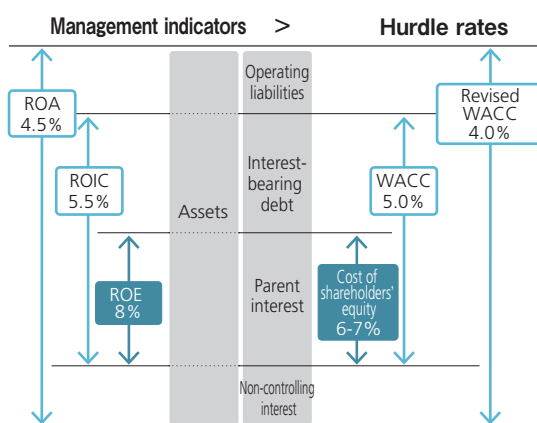 Management indicators > Hurdle rates
Operating
liabilities
ROA
4.5%
Revised
WACC
4.0%
ROIC
5.5%
Assets
Interest-
bearing
debt
WACC
5.0%
ROE
8%
Parent
interest
Cost of
shareholders'
equity
6-7%
Non-controlling
interest